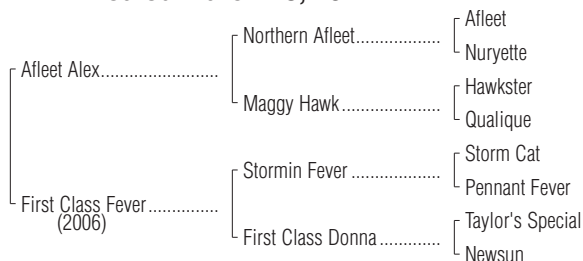 Afleet
Northern Afleet....................
Nuryette
Afleet Alex............................
Hawkster
Maggy Hawk.......................
Qualique
Storm Cat
Stormin Fever.....................
Pennant Fever
First Class Fever................
(2006)
Taylor's Special
First Class Donna..............
Newsun